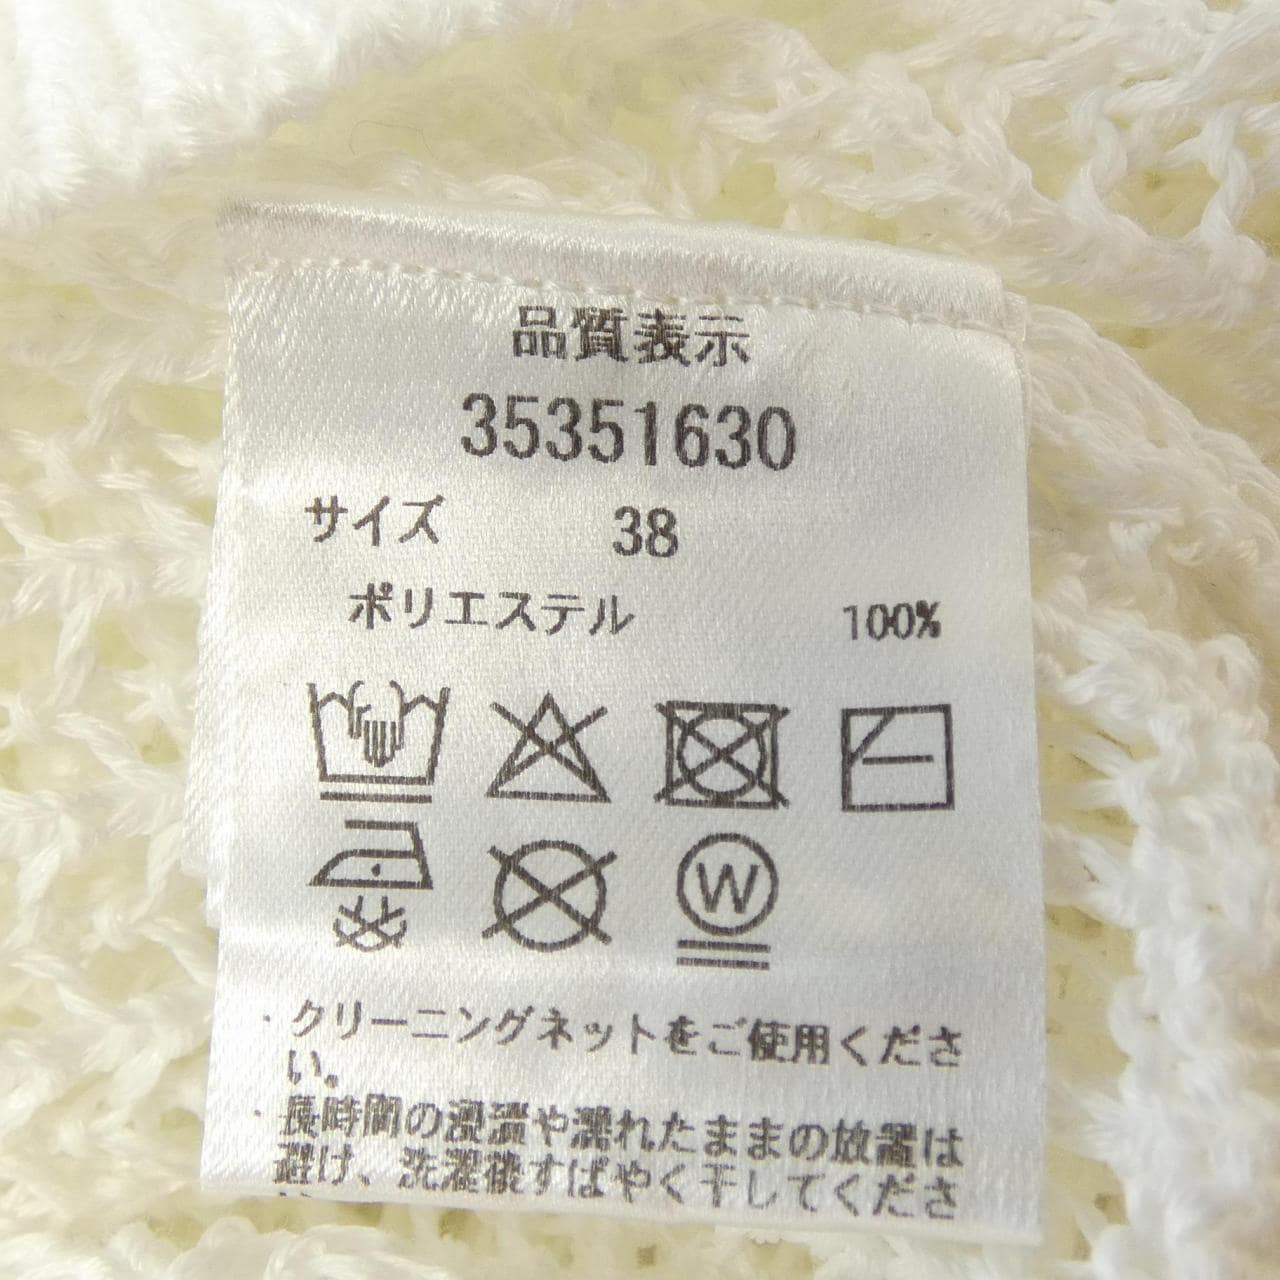 品質表示
35351630
サイズ 38
ポリエステル 100%
W
・クリーニングネットをご使用くださ
い。
・長時間の浸漬や濡れたままの放置は
避け、洗濯後すばやく干してくださ